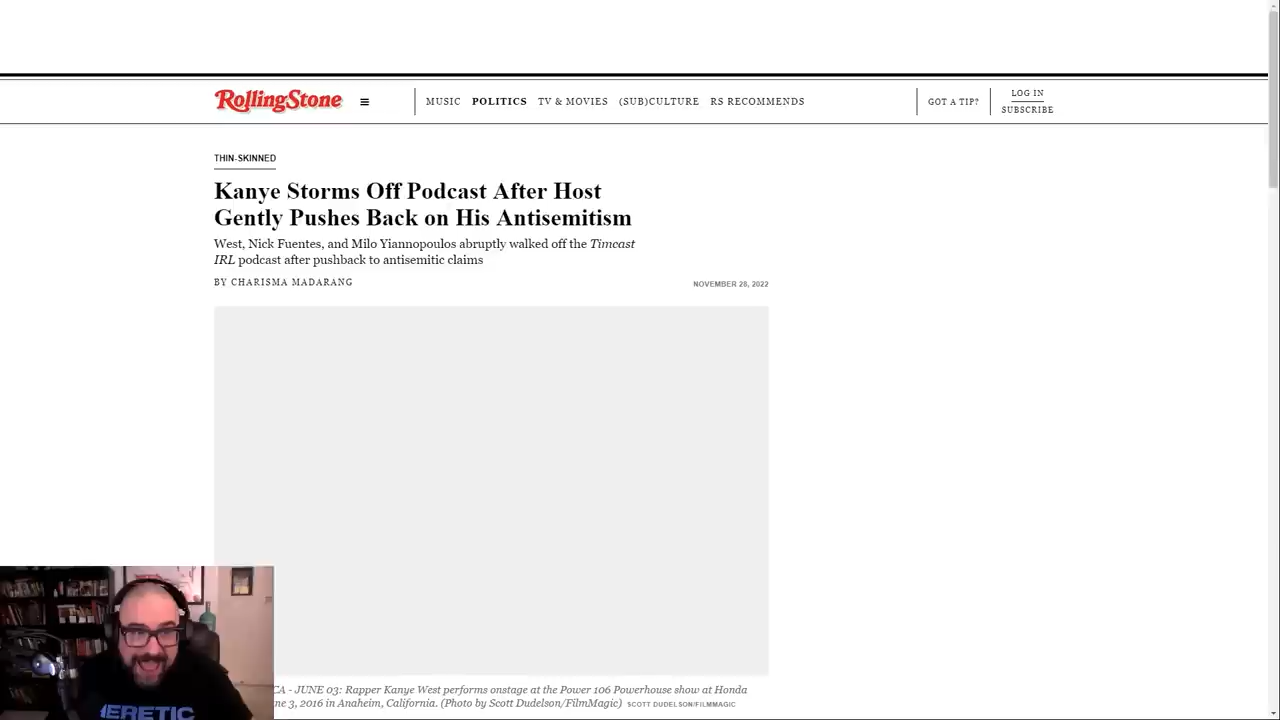 RollingStone
MUSIC POLITICS TV & MOVIES (SUB)CULTURE RS RECOMMENDS
GOT A TIP?
LOG IN
SUBSCRIBE
THIN-SKINNED
Kanye Storms Off Podcast After Host
Gently Pushes Back on His Antisemitism
West, Nick Fuentes, and Milo Yiannopoulos abruptly walked off the Timcast
IRL podcast after pushback to antisemitic claims
BY CHARISMA MADARANG
NOVEMBER 28, 2022
CA - JUNE 03: Rapper Kanye West performs onstage at the Power 106 Powerhouse show at Honda
ne 3, 2016 in Anaheim, California. (Photo by Scott Dudelson/FilmMagic) SCOTT DUDELSON/FILMMAGIC
HERETIC